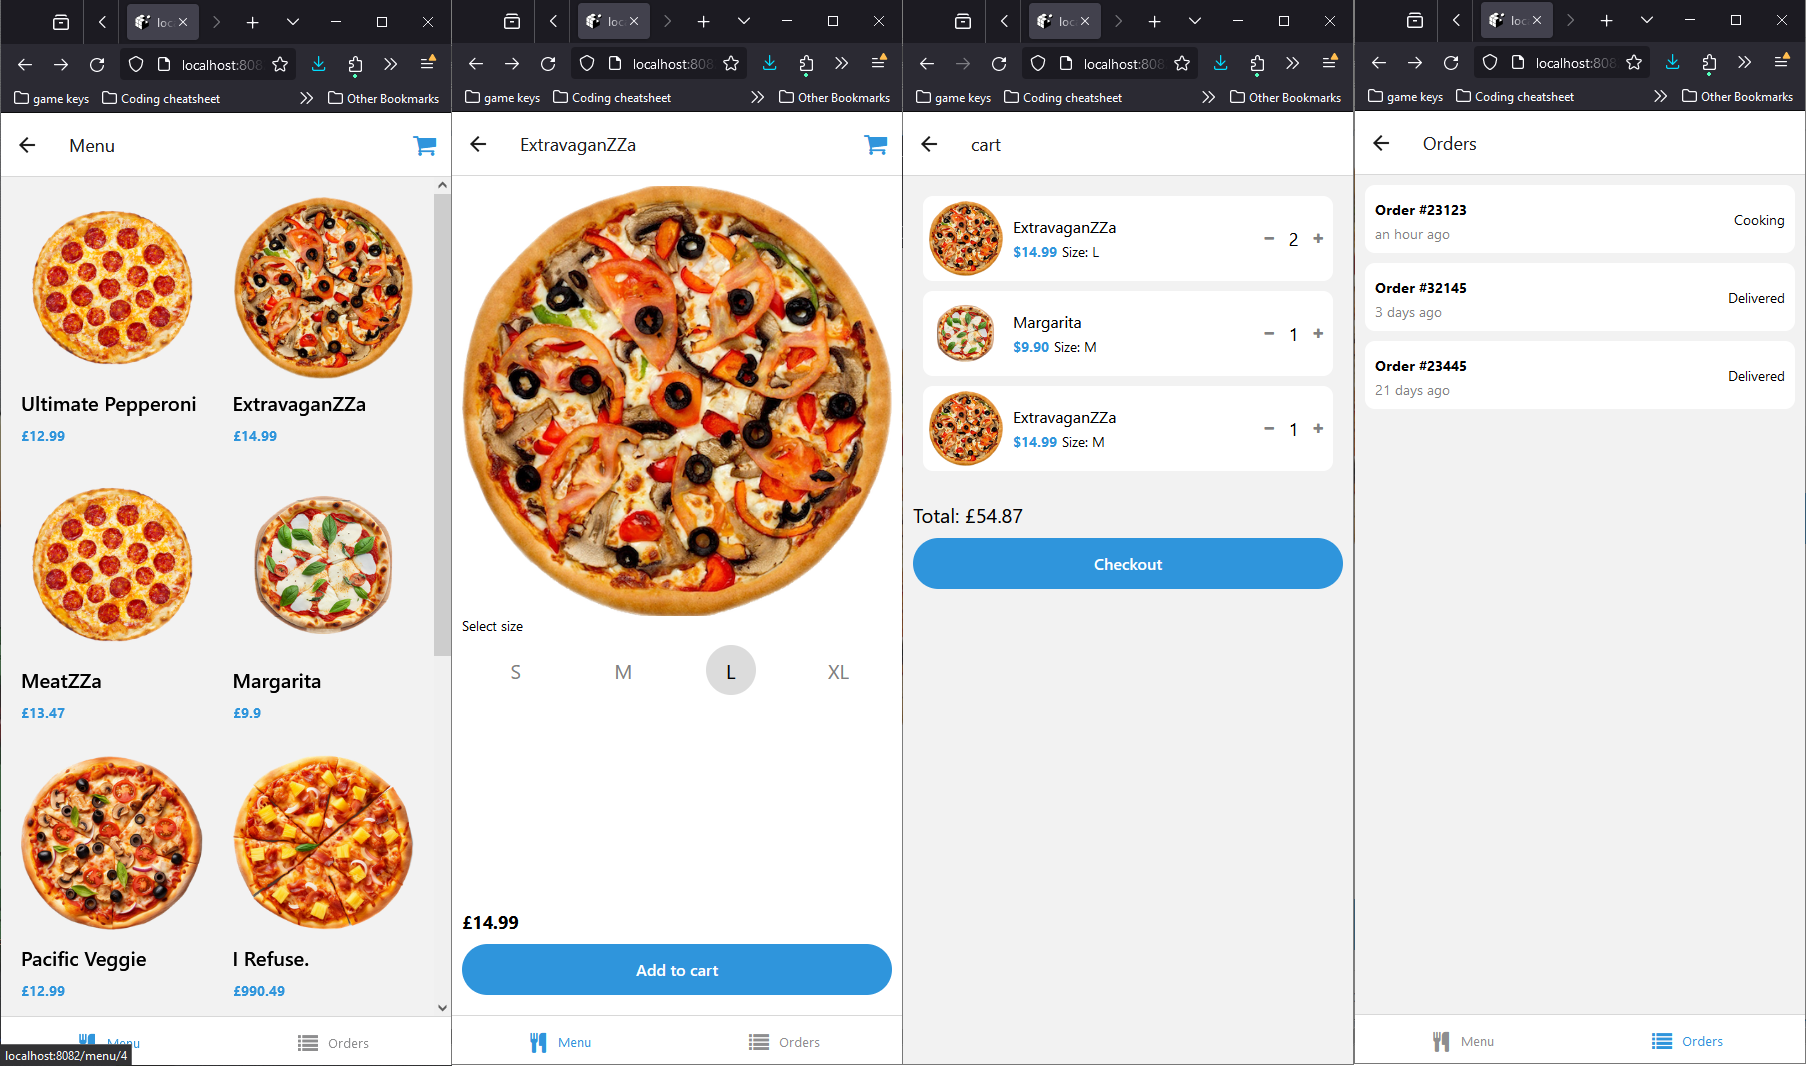 loc
localhost:808
game keys
Coding cheatsheet
Other Bookmarks
Menu
Ultimate Pepperoni
£12.99
ExtravaganZZa
£14.99
MeatZZa
£13.47
Margarita
£9.9
Pacific Veggie
£12.99
I Refuse.
£990.49
Menu
Orders
localhost:8082/menu/4
loc
localhost:808
game keys
Coding cheatsheet
Other Bookmarks
ExtravaganZZa
Select size
S M L XL
£14.99
Add to cart
Menu
Orders
loc
localhost:808
game keys
Coding cheatsheet
Other Bookmarks
cart
ExtravaganZZa
$14.99 Size: L
− 2 +
Margarita
$9.90 Size: M
− 1 +
ExtravaganZZa
$14.99 Size: M
− 1 +
Total: £54.87
Checkout
loc
localhost:808
game keys
Coding cheatsheet
Other Bookmarks
Orders
Order #23123
an hour ago
Cooking
Order #32145
3 days ago
Delivered
Order #23445
21 days ago
Delivered
Menu
Orders